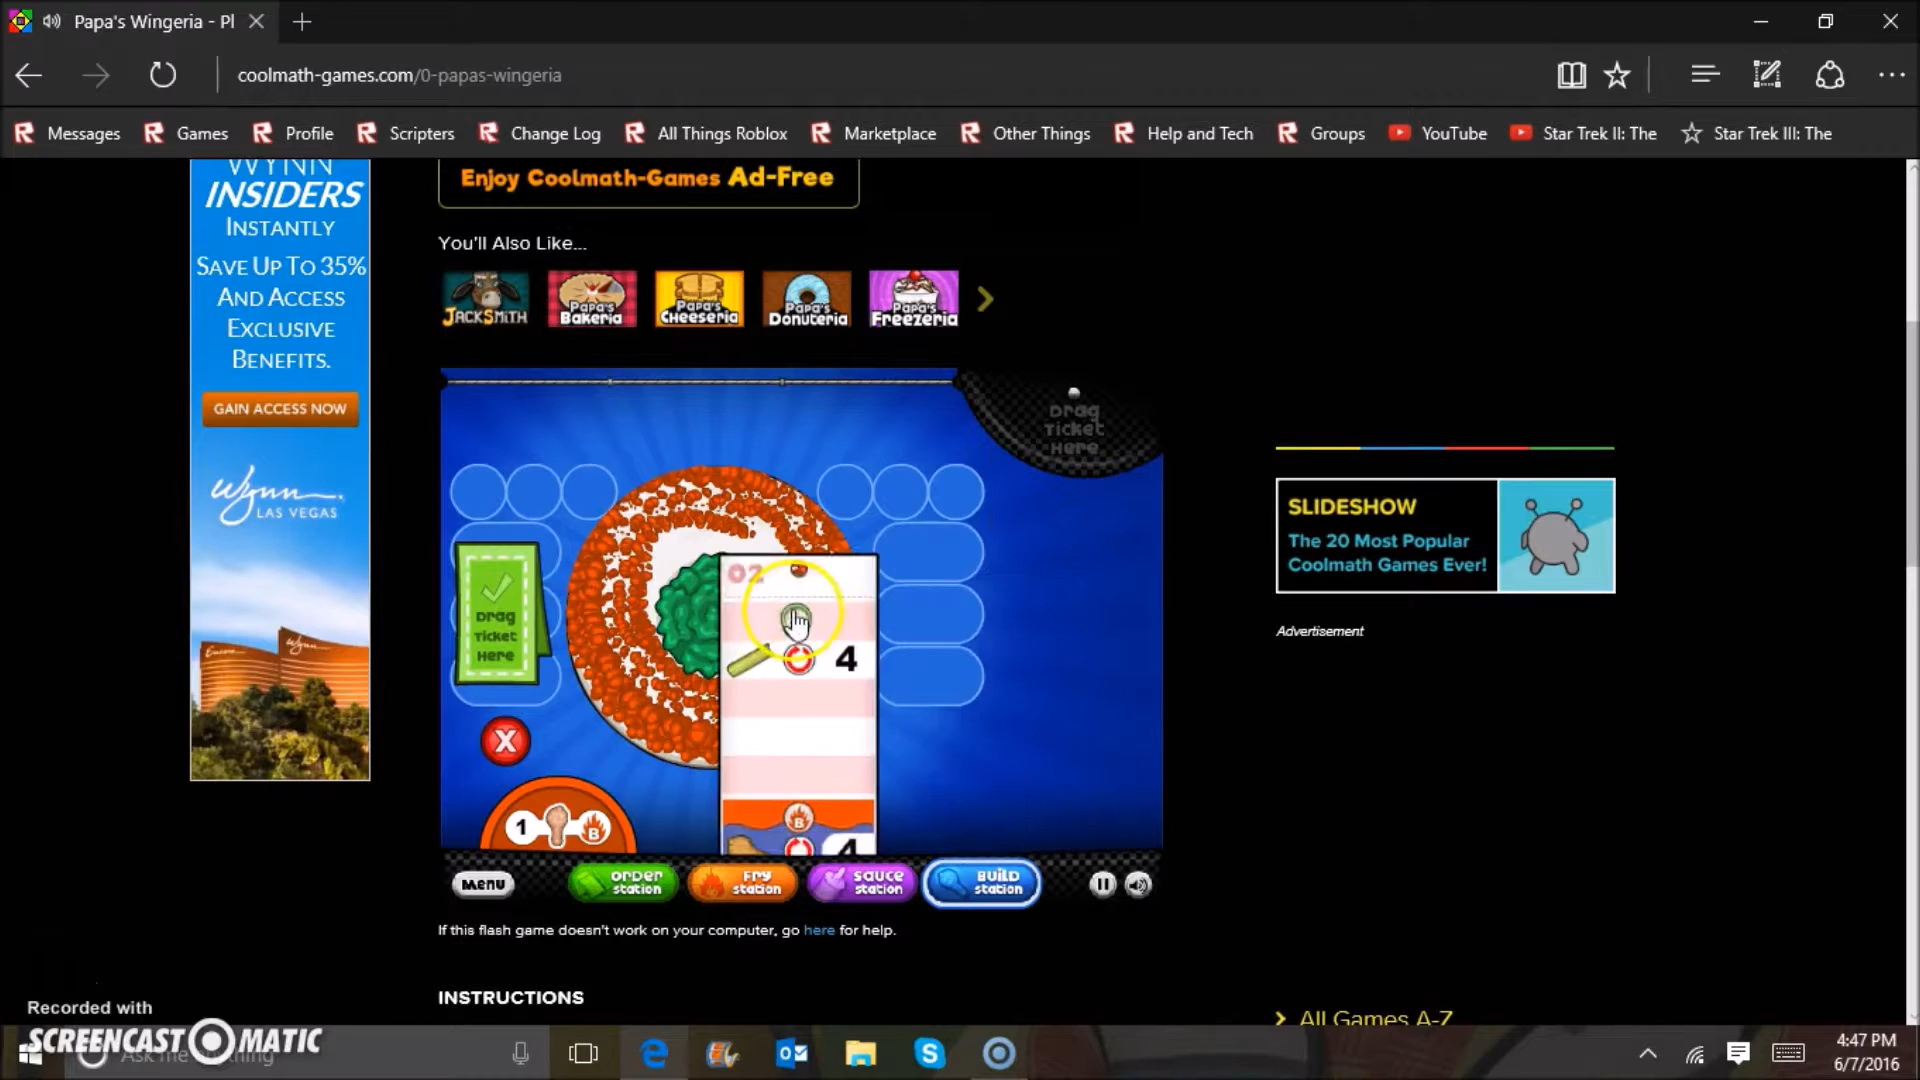 Papa's Wingeria - Pl
coolmath-games.com/0-papas-wingeria
Messages Games Profile Scripters Change Log All Things Roblox Marketplace Other Things Help and Tech Groups YouTube Star Trek II: The Star Trek III: The
WYNN
INSIDERS
INSTANTLY
SAVE UP TO 35%
AND ACCESS
EXCLUSIVE
BENEFITS.
GAIN ACCESS NOW
Wynn
LAS VEGAS
Enjoy Coolmath-Games Ad-Free
You'll Also Like...
JACKSMITH
Papa's
Bakeria
Papa's
Cheeseria
Papa's
Donuteria
Papa's
Freezeria
Drag
Ticket
Here
Drag
Ticket
Here
02
4
B
4
X
1 B
Menu
Order
Station
Fry
Station
Sauce
Station
Build
Station
If this flash game doesn't work on your computer, go here for help.
INSTRUCTIONS
SLIDESHOW
The 20 Most Popular
Coolmath Games Ever!
Advertisement
All Games A-Z
Recorded with
SCREENCAST MATIC
Ask me anything
4:47 PM
6/7/2016